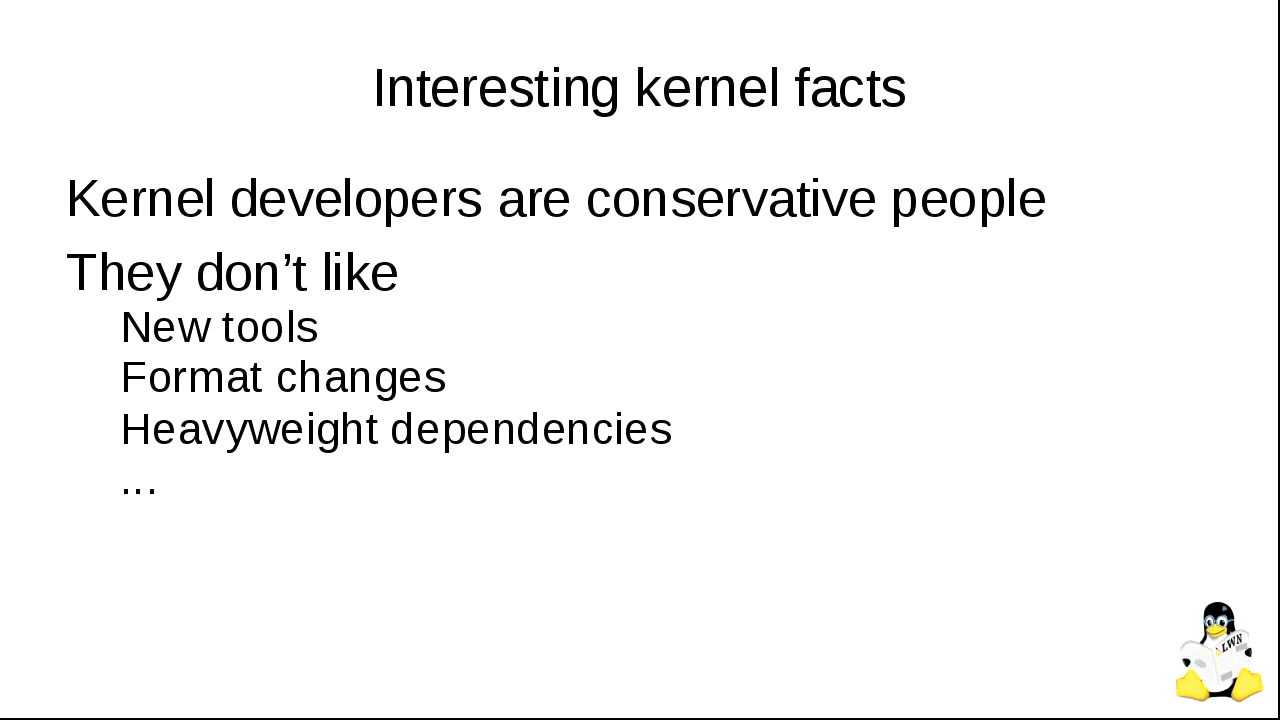 Interesting kernel facts
Kernel developers are conservative people
They don’t like
New tools
Format changes
Heavyweight dependencies
...
LWN